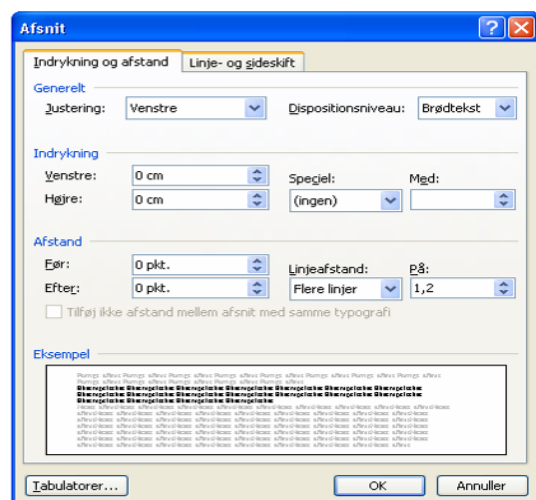 Afsnit
Indrykning og afstand Linje- og sideskift
Generelt
Justering: Venstre Dispositionsniveau: Brødtekst
Indrykning
Venstre: 0 cm Speciel: Med:
Højre: 0 cm (ingen)
Afstand
Før: 0 pkt. Linjeafstand: På:
Efter: 0 pkt. Flere linjer 1,2
Tilføj ikke afstand mellem afsnit med samme typografi
Eksempel
Tabulatorer... OK Annuller